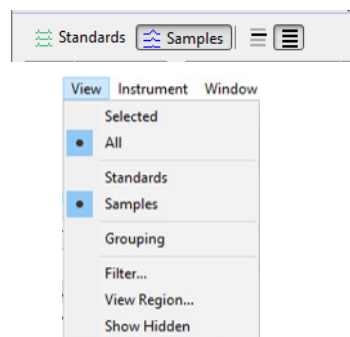 Standards Samples
View Instrument Window
Selected
All
Standards
Samples
Grouping
Filter...
View Region...
Show Hidden